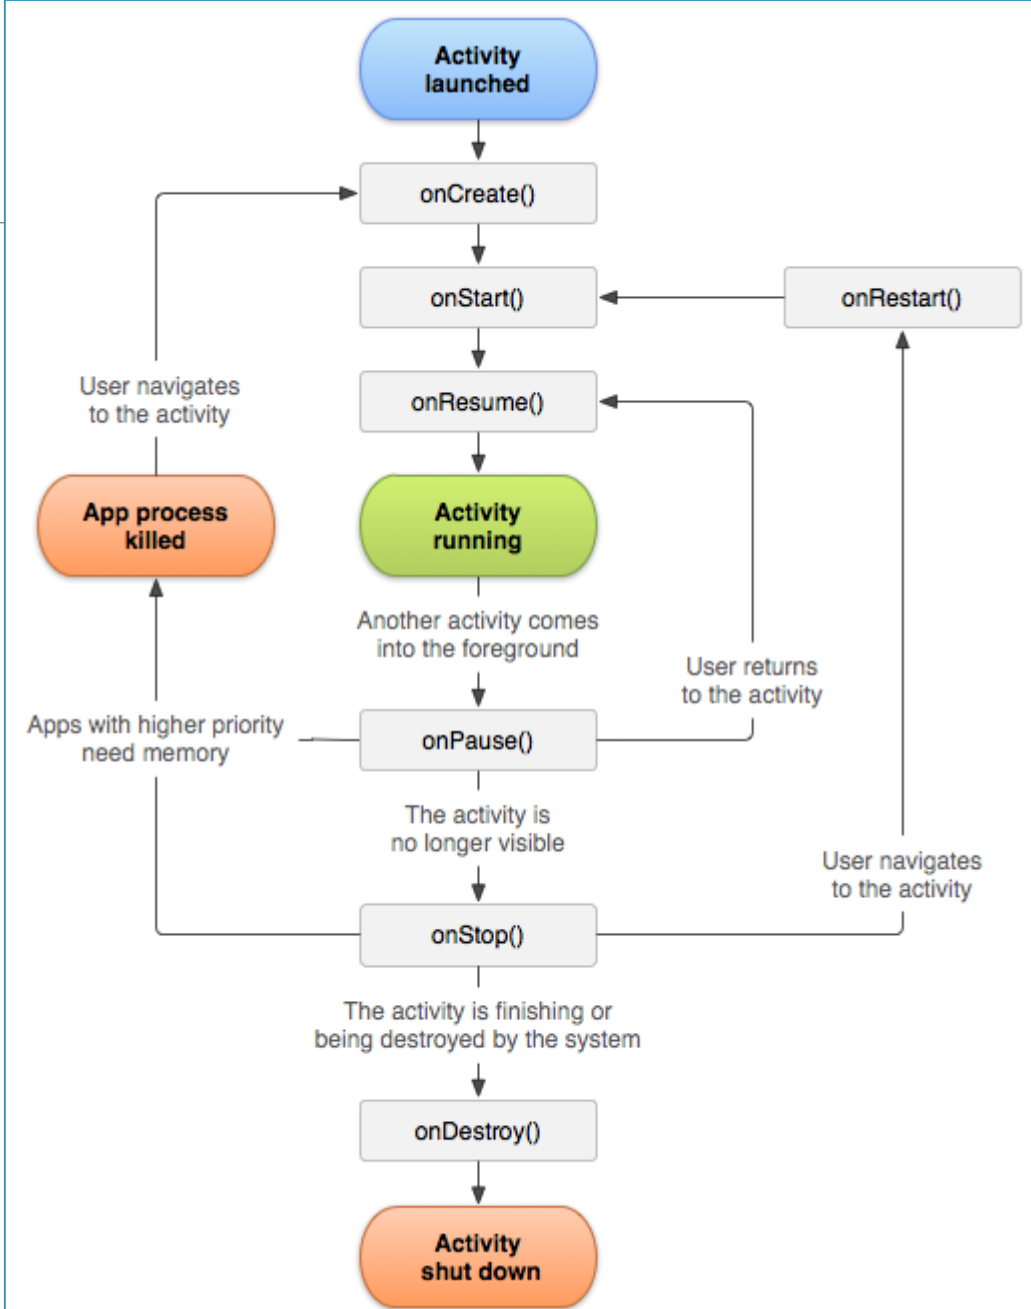 Activity
launched
onCreate()
onStart()
onRestart()
User navigates
to the activity
onResume()
App process
killed
Activity
running
Another activity comes
into the foreground
User returns
to the activity
Apps with higher priority
need memory
onPause()
The activity is
no longer visible
User navigates
to the activity
onStop()
The activity is finishing or
being destroyed by the system
onDestroy()
Activity
shut down